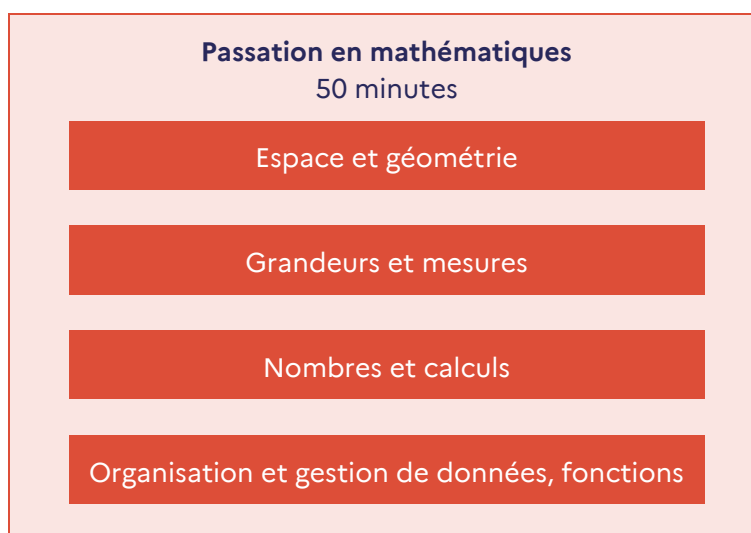 Passation en mathématiques
50 minutes
Espace et géométrie
Grandeurs et mesures
Nombres et calculs
Organisation et gestion de données, fonctions